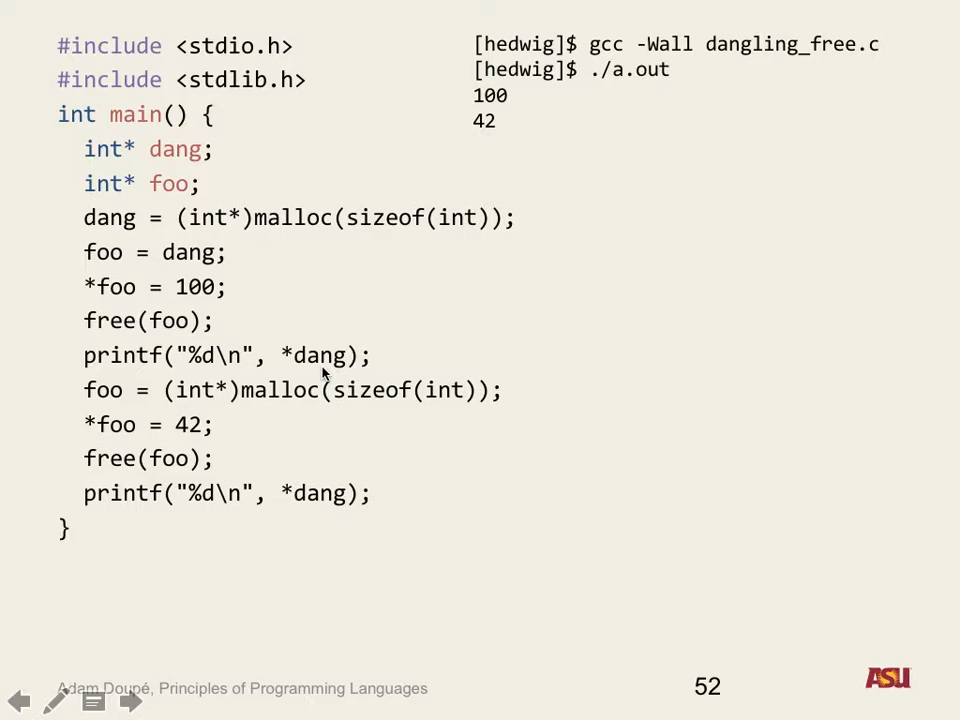 #include <stdio.h>
#include <stdlib.h>
int main() {
  int* dang;
  int* foo;
  dang = (int*)malloc(sizeof(int));
  foo = dang;
  *foo = 100;
  free(foo);
  printf("%d\n", *dang);
  foo = (int*)malloc(sizeof(int));
  *foo = 42;
  free(foo);
  printf("%d\n", *dang);
}
[hedwig]$ gcc -Wall dangling_free.c
[hedwig]$ ./a.out
100
42
Adam Doupé, Principles of Programming Languages
52
ASU